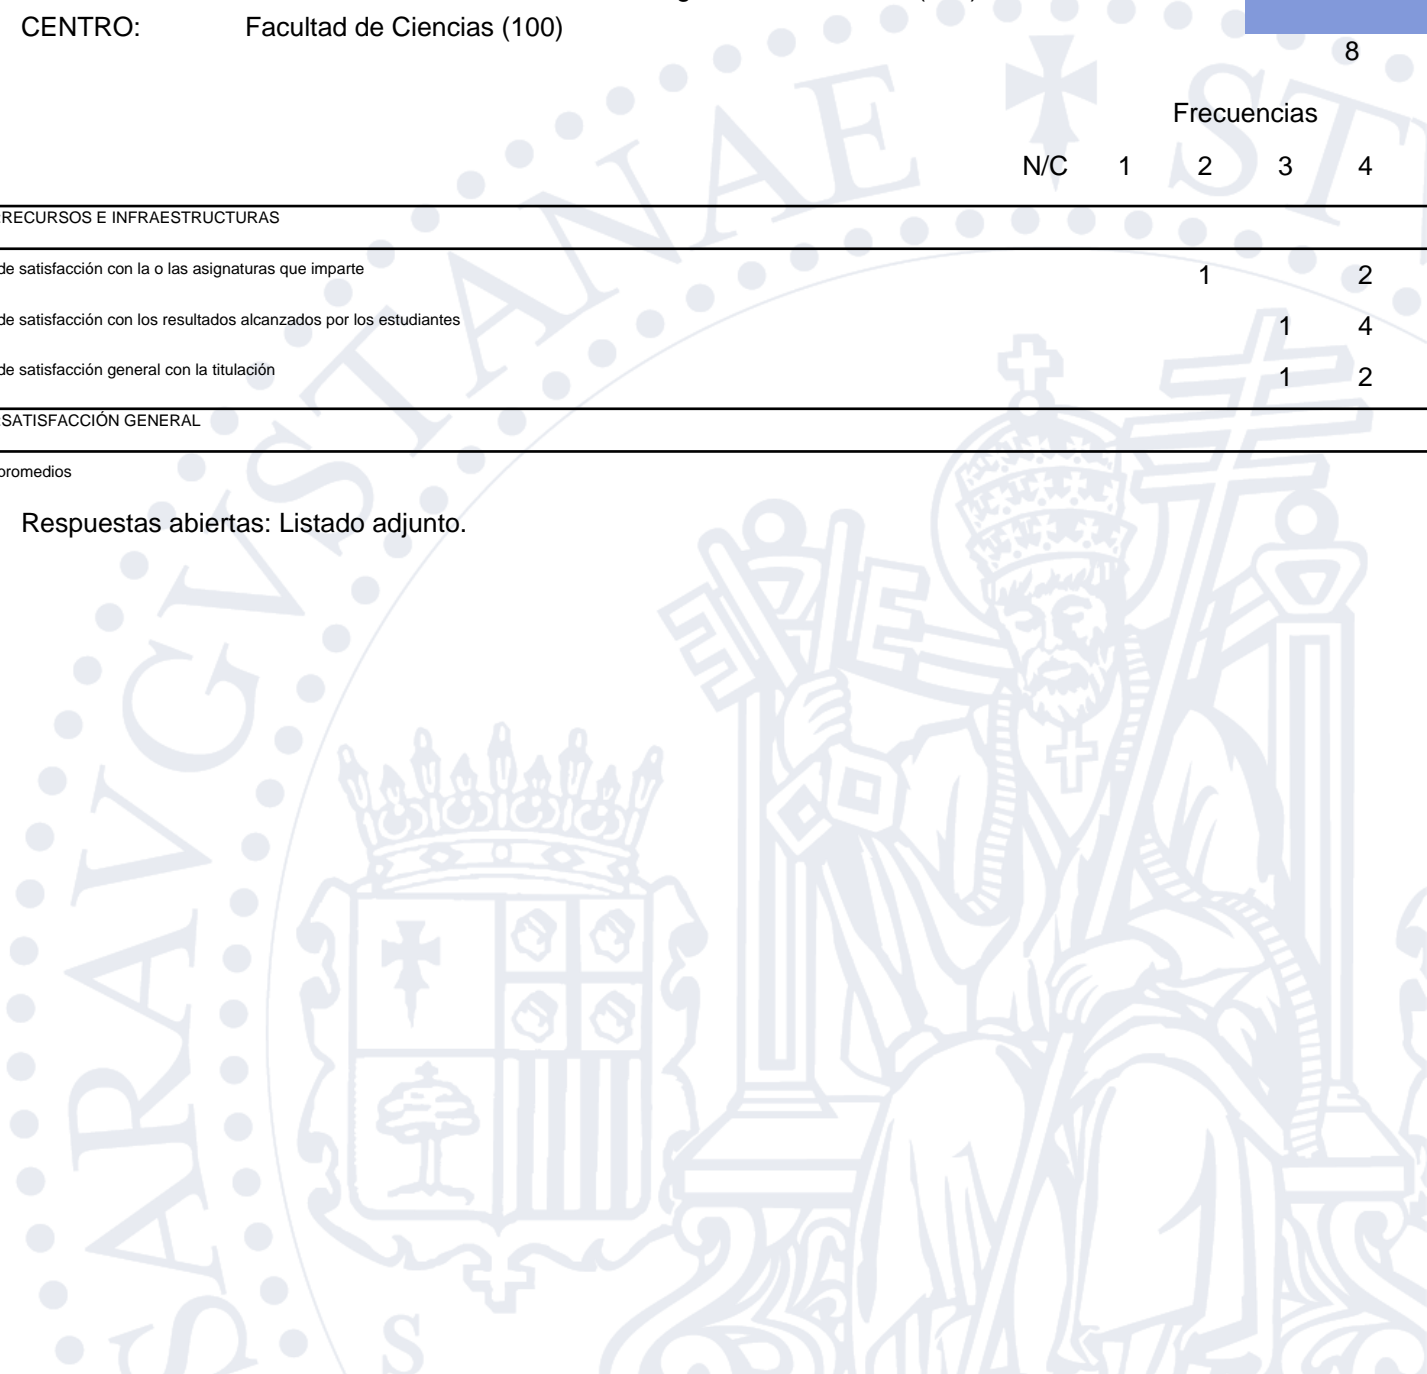 CENTRO: Facultad de Ciencias (100)
8
Frecuencias
N/C 1 2 3 4
RECURSOS E INFRAESTRUCTURAS
de satisfacción con la o las asignaturas que imparte 1 2
de satisfacción con los resultados alcanzados por los estudiantes 1 4
de satisfacción general con la titulación 1 2
SATISFACCIÓN GENERAL
promedios
Respuestas abiertas: Listado adjunto.